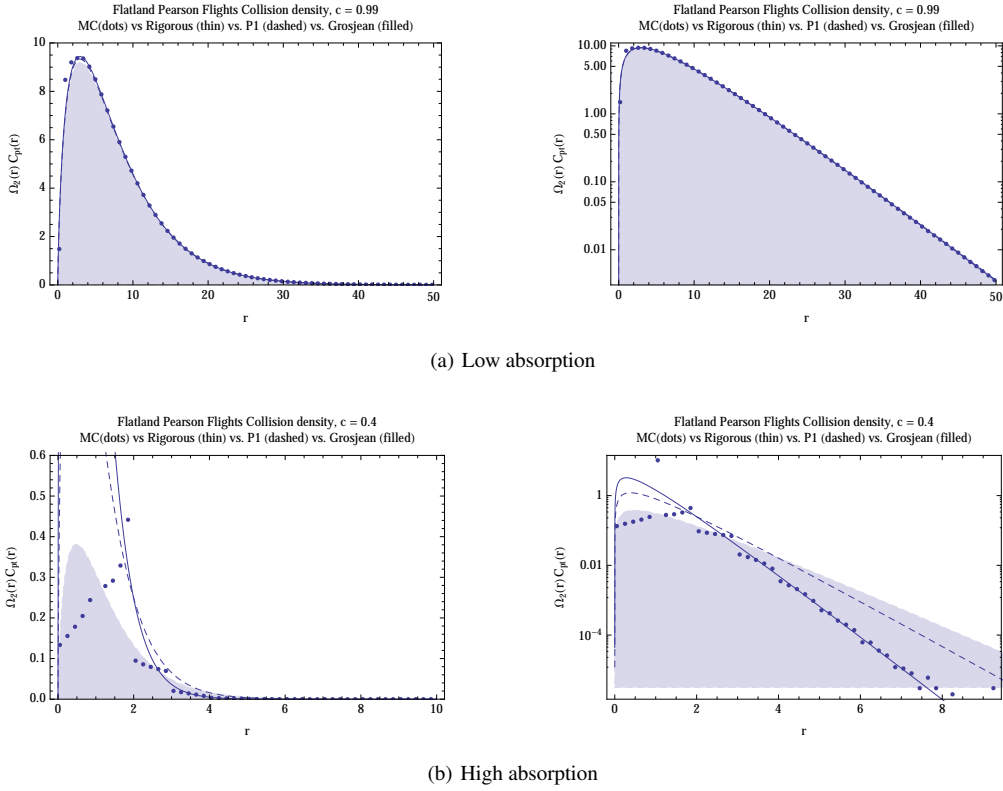 Flatland Pearson Flights Collision density, c = 0.99
MC(dots) vs Rigorous (thin) vs. P1 (dashed) vs. Grosjean (filled)
10
8
6
4
2
0
Ω₂(r) Cₚₜ(r)
0 10 20 30 40 50
r
Flatland Pearson Flights Collision density, c = 0.99
MC(dots) vs Rigorous (thin) vs. P1 (dashed) vs. Grosjean (filled)
10.00
5.00
1.00
0.50
0.10
0.05
0.01
Ω₂(r) Cₚₜ(r)
0 10 20 30 40 50
r
(a) Low absorption
Flatland Pearson Flights Collision density, c = 0.4
MC(dots) vs Rigorous (thin) vs. P1 (dashed) vs. Grosjean (filled)
0.6
0.5
0.4
0.3
0.2
0.1
0.0
Ω₂(r) Cₚₜ(r)
0 2 4 6 8 10
r
Flatland Pearson Flights Collision density, c = 0.4
MC(dots) vs Rigorous (thin) vs. P1 (dashed) vs. Grosjean (filled)
1
0.01
10⁻⁴
Ω₂(r) Cₚₜ(r)
0 2 4 6 8
r
(b) High absorption